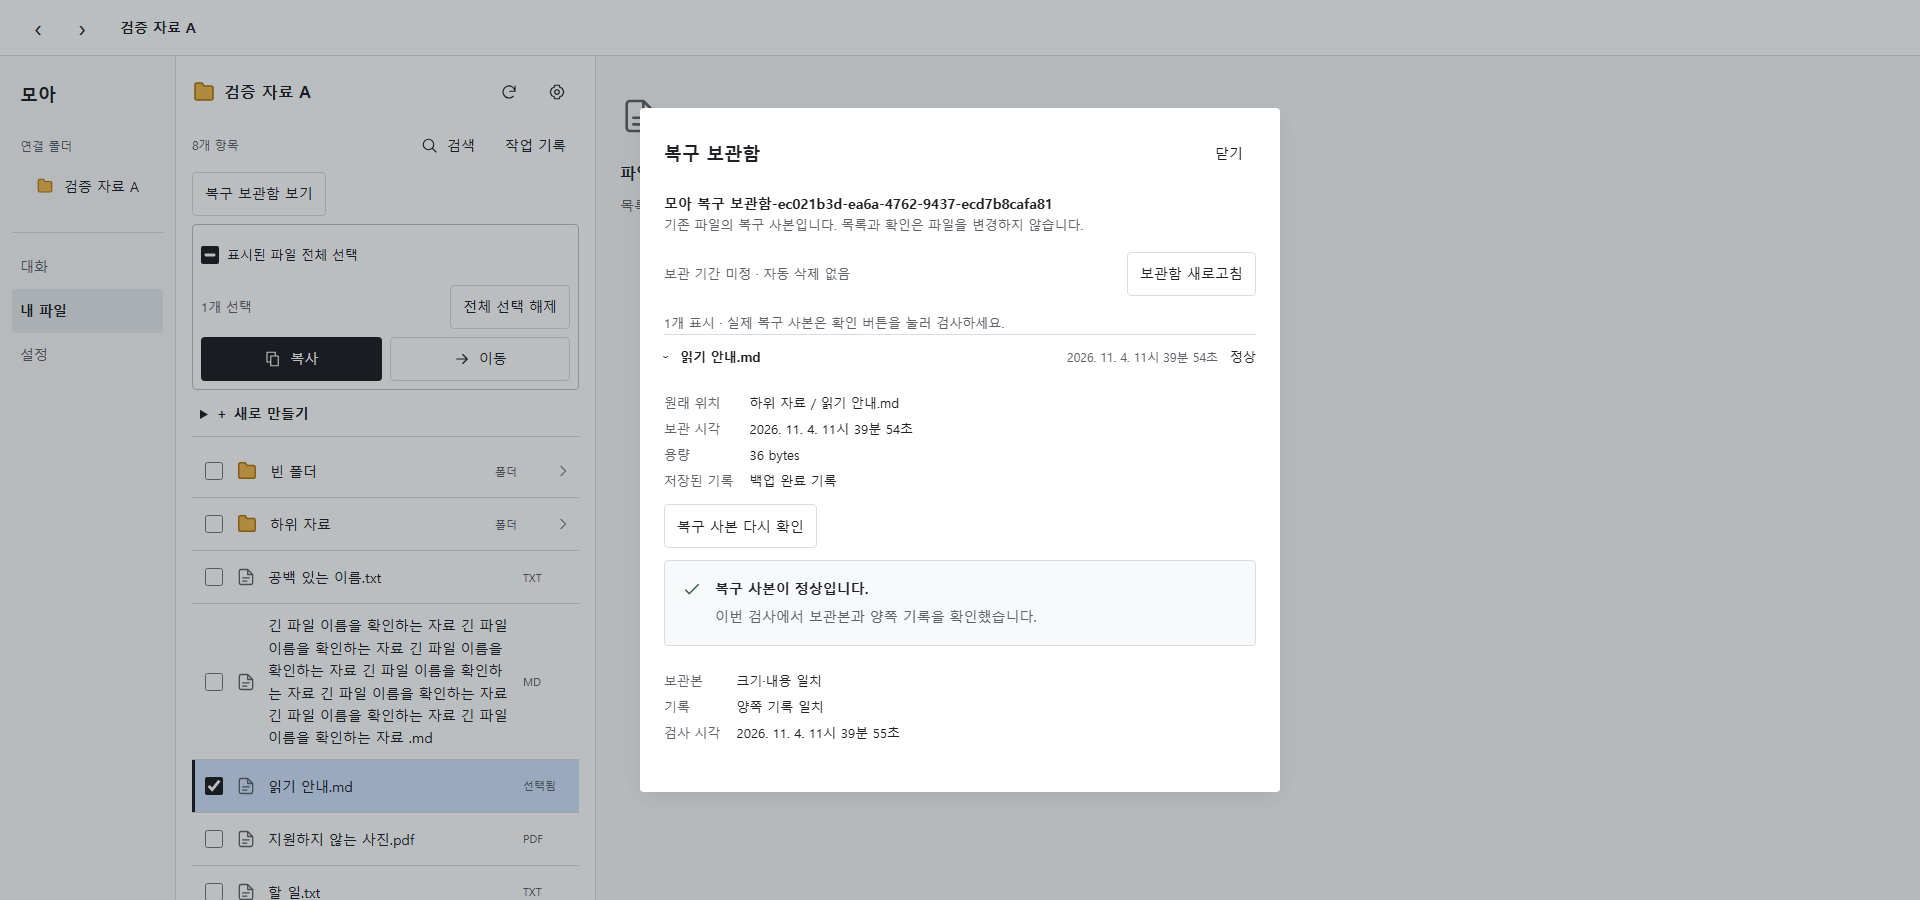 검증 자료 A
모아
연결 폴더
검증 자료 A
대화
내 파일
설정
검증 자료 A
8개 항목
검색
작업 기록
복구 보관함 보기
표시된 파일 전체 선택
1개 선택
전체 선택 해제
복사
이동
+ 새로 만들기
빈 폴더
폴더
하위 자료
폴더
공백 있는 이름.txt
TXT
긴 파일 이름을 확인하는 자료 긴 파일
이름을 확인하는 자료 긴 파일 이름을
확인하는 자료 긴 파일 이름을 확인하
는 자료 긴 파일 이름을 확인하는 자료
긴 파일 이름을 확인하는 자료 긴 파일
이름을 확인하는 자료 .md
MD
읽기 안내.md
선택됨
지원하지 않는 사진.pdf
PDF
할 일.txt
TXT
복구 보관함
닫기
모아 복구 보관함-ec021b3d-ea6a-4762-9437-ecd7b8cafa81
기존 파일의 복구 사본입니다. 목록과 확인은 파일을 변경하지 않습니다.
보관 기간 미정 · 자동 삭제 없음
보관함 새로고침
1개 표시 · 실제 복구 사본은 확인 버튼을 눌러 검사하세요.
읽기 안내.md
2026. 11. 4. 11시 39분 54초
정상
원래 위치
하위 자료 / 읽기 안내.md
보관 시각
2026. 11. 4. 11시 39분 54초
용량
36 bytes
저장된 기록
백업 완료 기록
복구 사본 다시 확인
복구 사본이 정상입니다.
이번 검사에서 보관본과 양쪽 기록을 확인했습니다.
보관본
크기·내용 일치
기록
양쪽 기록 일치
검사 시각
2026. 11. 4. 11시 39분 55초